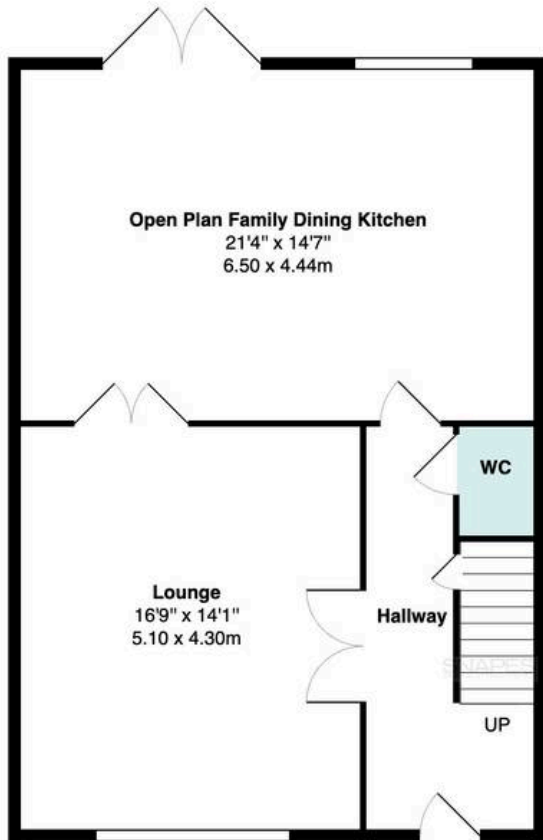 Open Plan Family Dining Kitchen
21'4" x 14'7"
6.50 x 4.44m
WC
Lounge
16'9" x 14'1"
5.10 x 4.30m
Hallway
SNAPES
UP